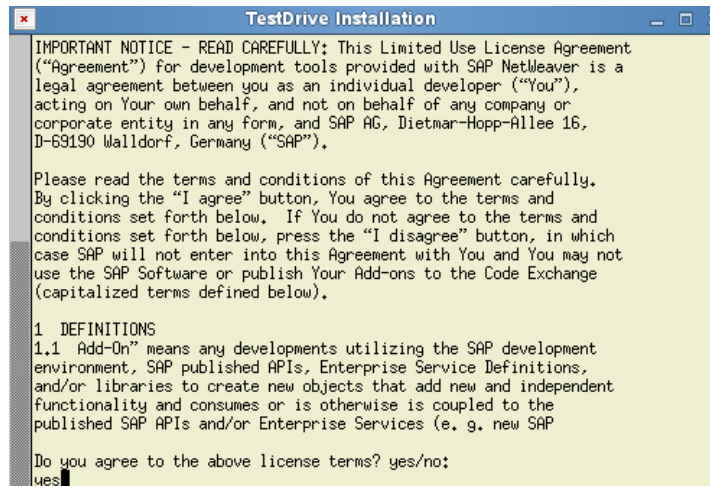 TestDrive Installation
IMPORTANT NOTICE - READ CAREFULLY: This Limited Use License Agreement
(“Agreement”) for development tools provided with SAP NetWeaver is a
legal agreement between you as an individual developer (“You”),
acting on Your own behalf, and not on behalf of any company or
corporate entity in any form, and SAP AG, Dietmar-Hopp-Allee 16,
D-69190 Walldorf, Germany (“SAP”).
Please read the terms and conditions of this Agreement carefully.
By clicking the “I agree” button, You agree to the terms and
conditions set forth below.  If You do not agree to the terms and
conditions set forth below, press the “I disagree” button, in which
case SAP will not enter into this Agreement with You and You may not
use the SAP Software or publish Your Add-ons to the Code Exchange
(capitalized terms defined below).
1  DEFINITIONS
1.1  Add-On” means any developments utilizing the SAP development
environment, SAP published APIs, Enterprise Service Definitions,
and/or libraries to create new objects that add new and independent
functionality and consumes or is otherwise is coupled to the
published SAP APIs and/or Enterprise Services (e. g. new SAP
Do you agree to the above license terms? yes/no:
yes